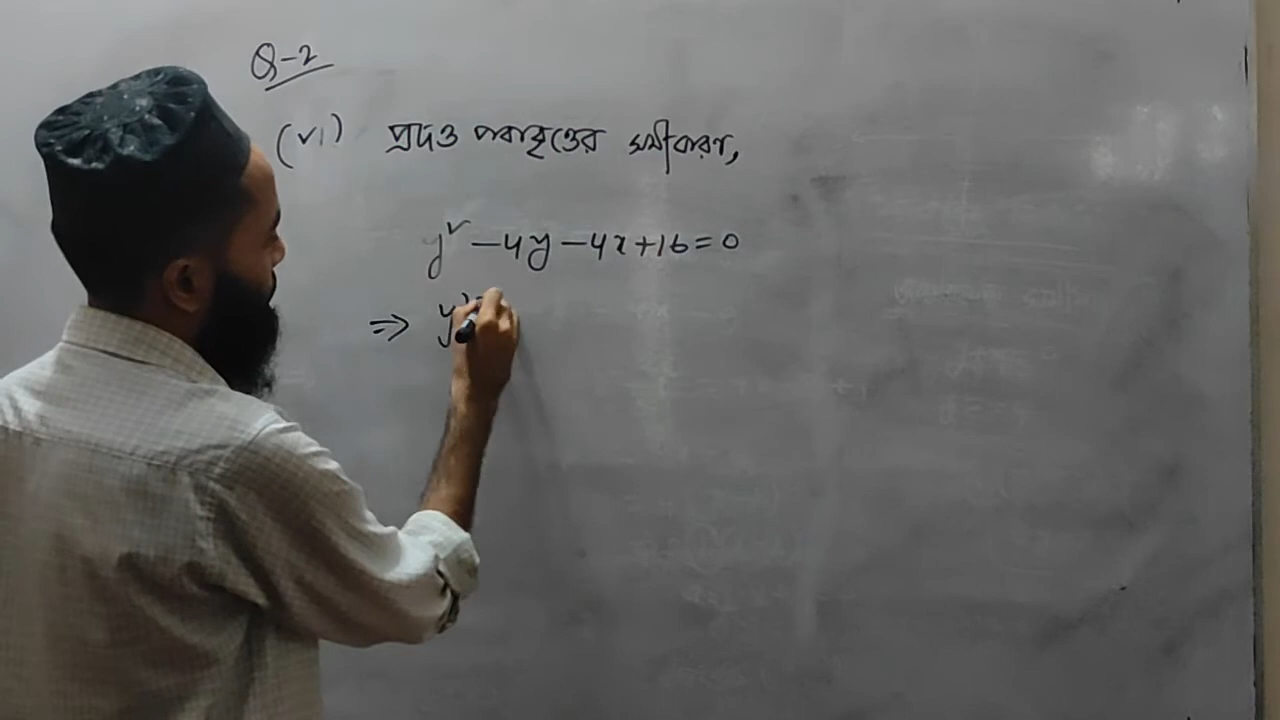 Q-2
(VI) প্রদত্ত পরাবৃত্তের সমীকরণ,
y² -4y -4x+16=0
⇒ y²